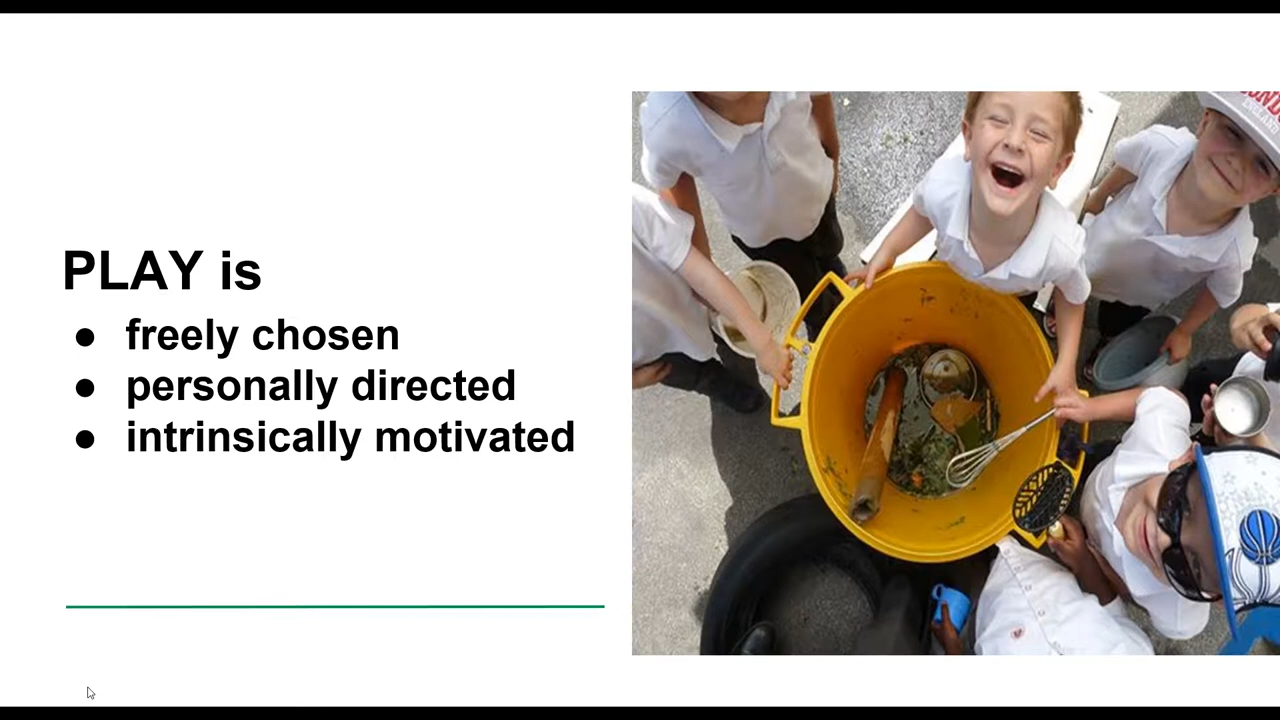 PLAY is
● freely chosen
● personally directed
● intrinsically motivated